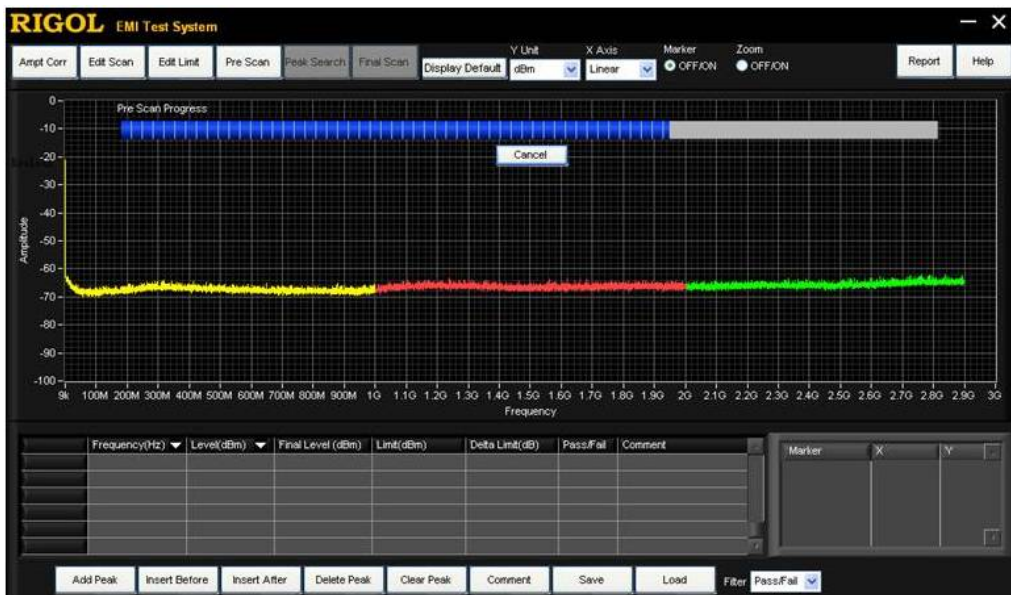 RIGOL EMI Test System
Ampt Corr
Edit Scan
Edit Limit
Pre Scan
Peak Search
Final Scan
Display Default
Y Unit
dBm
X Axis
Linear
Marker
OFF/ON
Zoom
OFF/ON
Report
Help
Pre Scan Progress
Cancel
Amplitude
0
-10
-20
-30
-40
-50
-60
-70
-80
-90
-100
9k 100M 200M 300M 400M 500M 600M 700M 800M 900M 1G 1.1G 1.2G 1.3G 1.4G 1.5G 1.6G 1.7G 1.8G 1.9G 2G 2.1G 2.2G 2.3G 2.4G 2.5G 2.6G 2.7G 2.8G 2.9G 3G
Frequency
Frequency(Hz) Level(dBm) Final Level (dBm) Limit(dBm) Delta Limit(dB) Pass/Fail Comment
Marker X Y
Add Peak
Insert Before
Insert After
Delete Peak
Clear Peak
Comment
Save
Load
Filter Pass/Fail